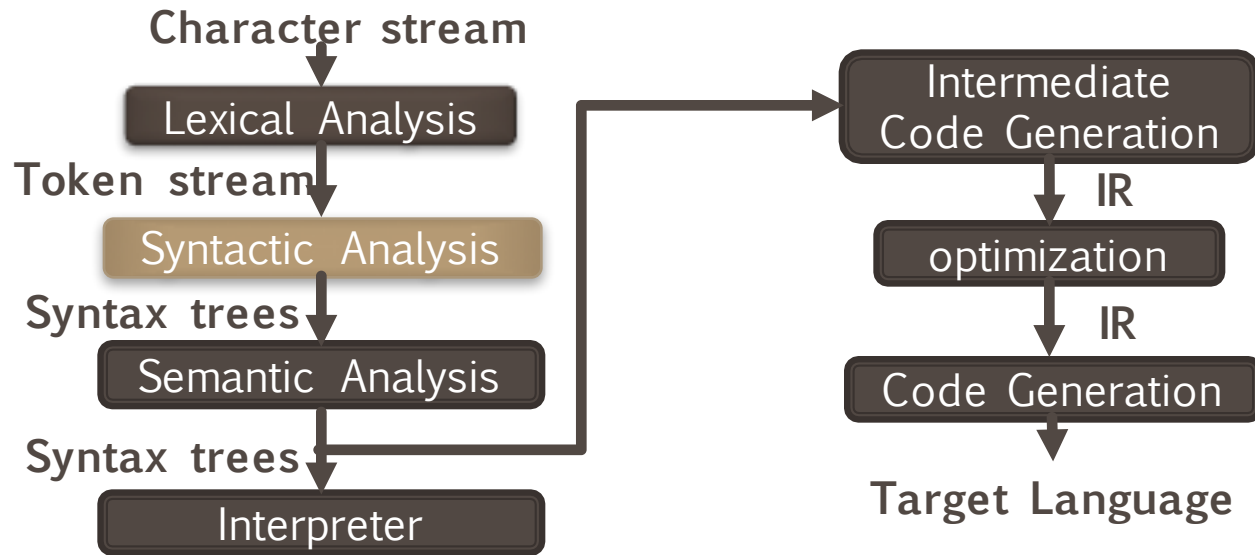 Character stream
Lexical Analysis
Token stream
Syntactic Analysis
Syntax trees
Semantic Analysis
Syntax trees
Interpreter
Intermediate
Code Generation
IR
optimization
IR
Code Generation
Target Language